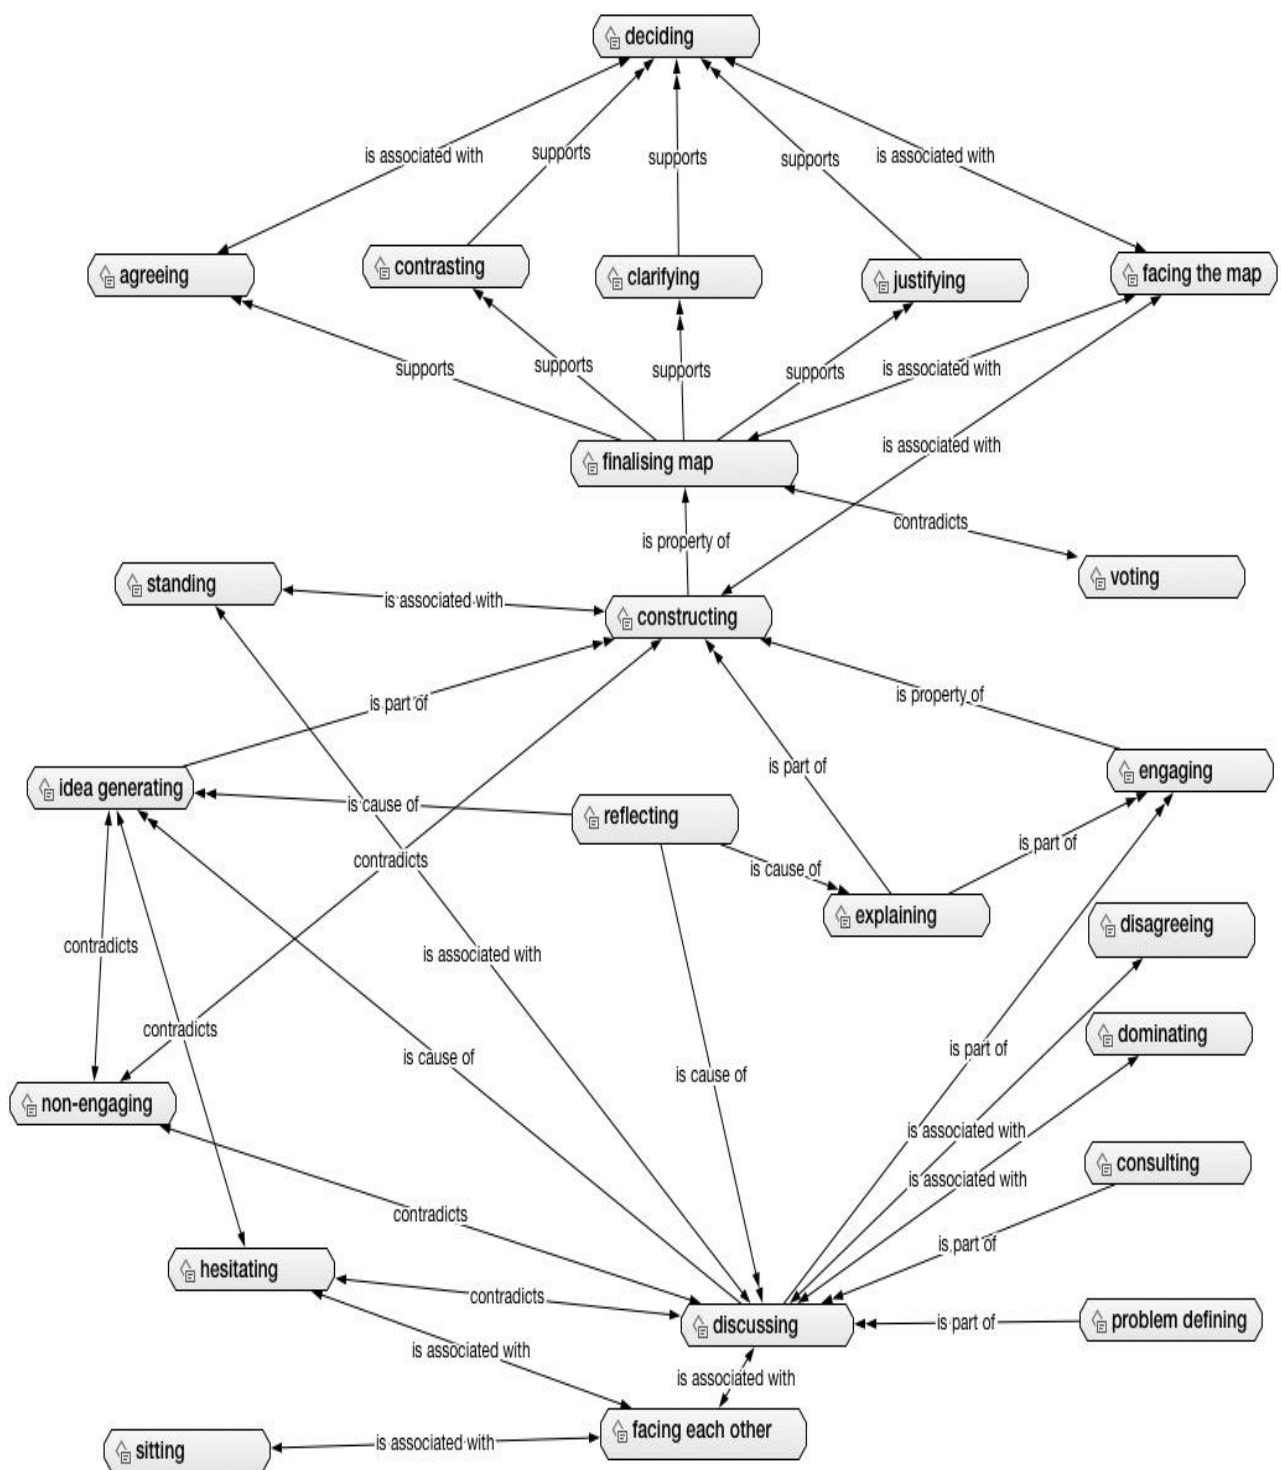 deciding
is associated with
supports
supports
supports
is associated with
agreeing
contrasting
clarifying
justifying
facing the map
supports
supports
supports
supports
is associated with
is associated with
finalising map
contradicts
is property of
voting
standing
is associated with
constructing
is part of
is property of
is part of
idea generating
engaging
is cause of
reflecting
is part of
contradicts
is cause of
explaining
disagreeing
contradicts
is associated with
contradicts
dominating
is cause of
is part of
is cause of
non-engaging
is associated with
consulting
is associated with
contradicts
is part of
hesitating
contradicts
discussing
is part of
problem defining
is associated with
is associated with
facing each other
sitting
is associated with